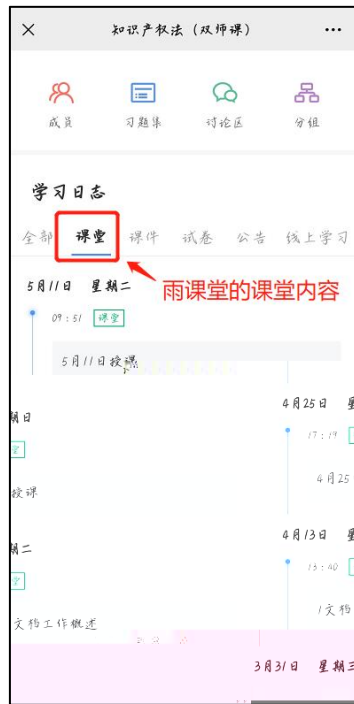 知识产权法（双师课）
成员 习题集 讨论区 分组
学习日志
全部 课堂 课件 试卷 公告 线上学习
5月11日 星期二
雨课堂的课堂内容
09:51 课堂
5月11日授课
4月25日
期日
17:19
4月25
授课
4月13日
期二
13:40
1文档
文档工作概述
3月31日 星期三